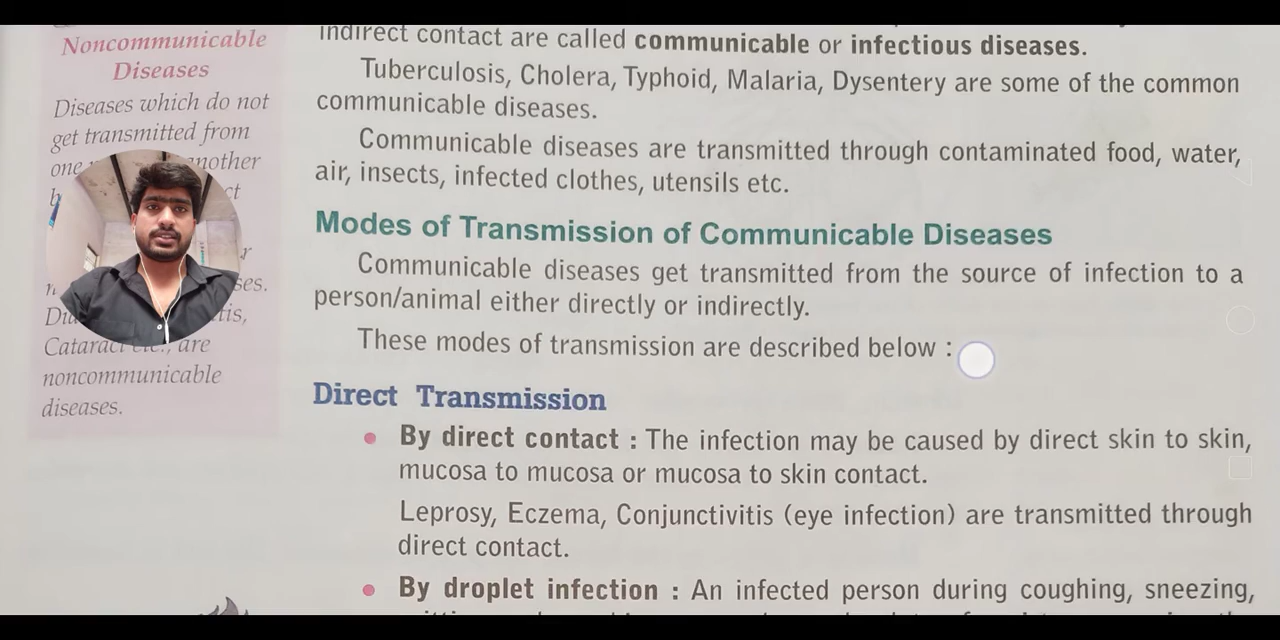 Noncommunicable
Diseases
Diseases which do not
get transmitted from
one another
ses.
Cataract etc., are
noncommunicable
diseases.
indirect contact are called communicable or infectious diseases.
Tuberculosis, Cholera, Typhoid, Malaria, Dysentery are some of the common
communicable diseases.
Communicable diseases are transmitted through contaminated food, water,
air, insects, infected clothes, utensils etc.
Modes of Transmission of Communicable Diseases
Communicable diseases get transmitted from the source of infection to a
person/animal either directly or indirectly.
These modes of transmission are described below :
Direct Transmission
• By direct contact : The infection may be caused by direct skin to skin,
mucosa to mucosa or mucosa to skin contact.
Leprosy, Eczema, Conjunctivitis (eye infection) are transmitted through
direct contact.
• By droplet infection : An infected person during coughing, sneezing,